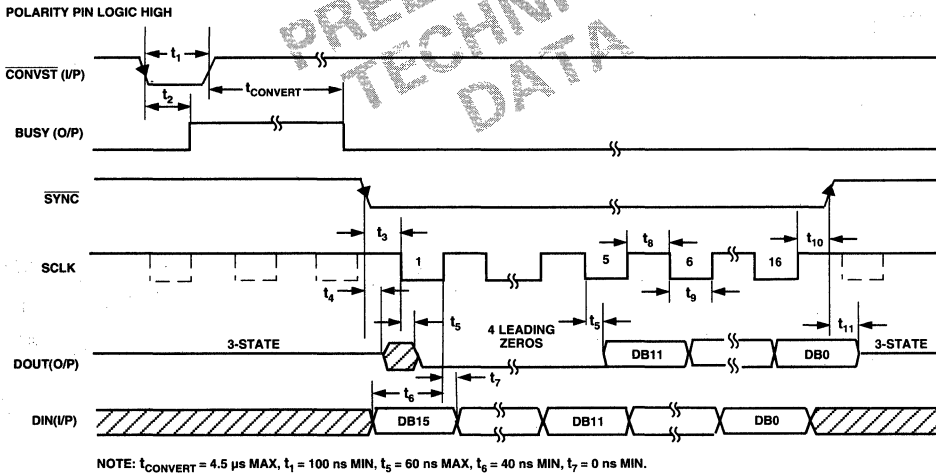 POLARITY PIN LOGIC HIGH
PRELIMINARY
TECHNICAL
DATA
t1
CONVST (I/P)
tCONVERT
t2
BUSY (O/P)
SYNC
t3
t8
t10
1
5
6
16
SCLK
t4
t9
t5
4 LEADING
ZEROS
t5
t11
3-STATE
DB11
DB0
3-STATE
DOUT(O/P)
t7
t6
DIN(I/P)
DB15
DB11
DB0
NOTE: tCONVERT = 4.5 µs MAX, t1 = 100 ns MIN, t5 = 60 ns MAX, t6 = 40 ns MIN, t7 = 0 ns MIN.